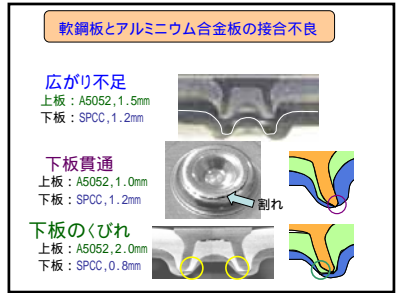 軟鋼板とアルミニウム合金板の接合不良
広がり不足
上板：A5052,1.5mm
下板：SPCC,1.2mm
下板貫通
上板：A5052,1.0mm
下板：SPCC,1.2mm
割れ
下板のくびれ
上板：A5052,2.0mm
下板：SPCC,0.8mm